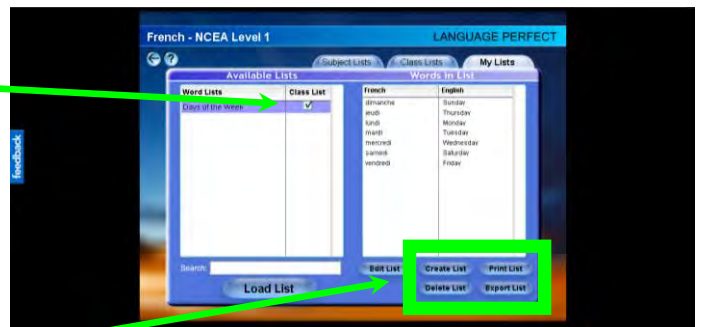 French - NCEA Level 1
LANGUAGE PERFECT
Subject Lists
Class Lists
My Lists
Available Lists
Words in List
Word Lists Class List
Days of the Week
French English
dimanche Sunday
jeudi Thursday
lundi Monday
mardi Tuesday
mercredi Wednesday
samedi Saturday
vendredi Friday
feedback
Search:
Load List
Edit List Create List Print List
Delete List Export List